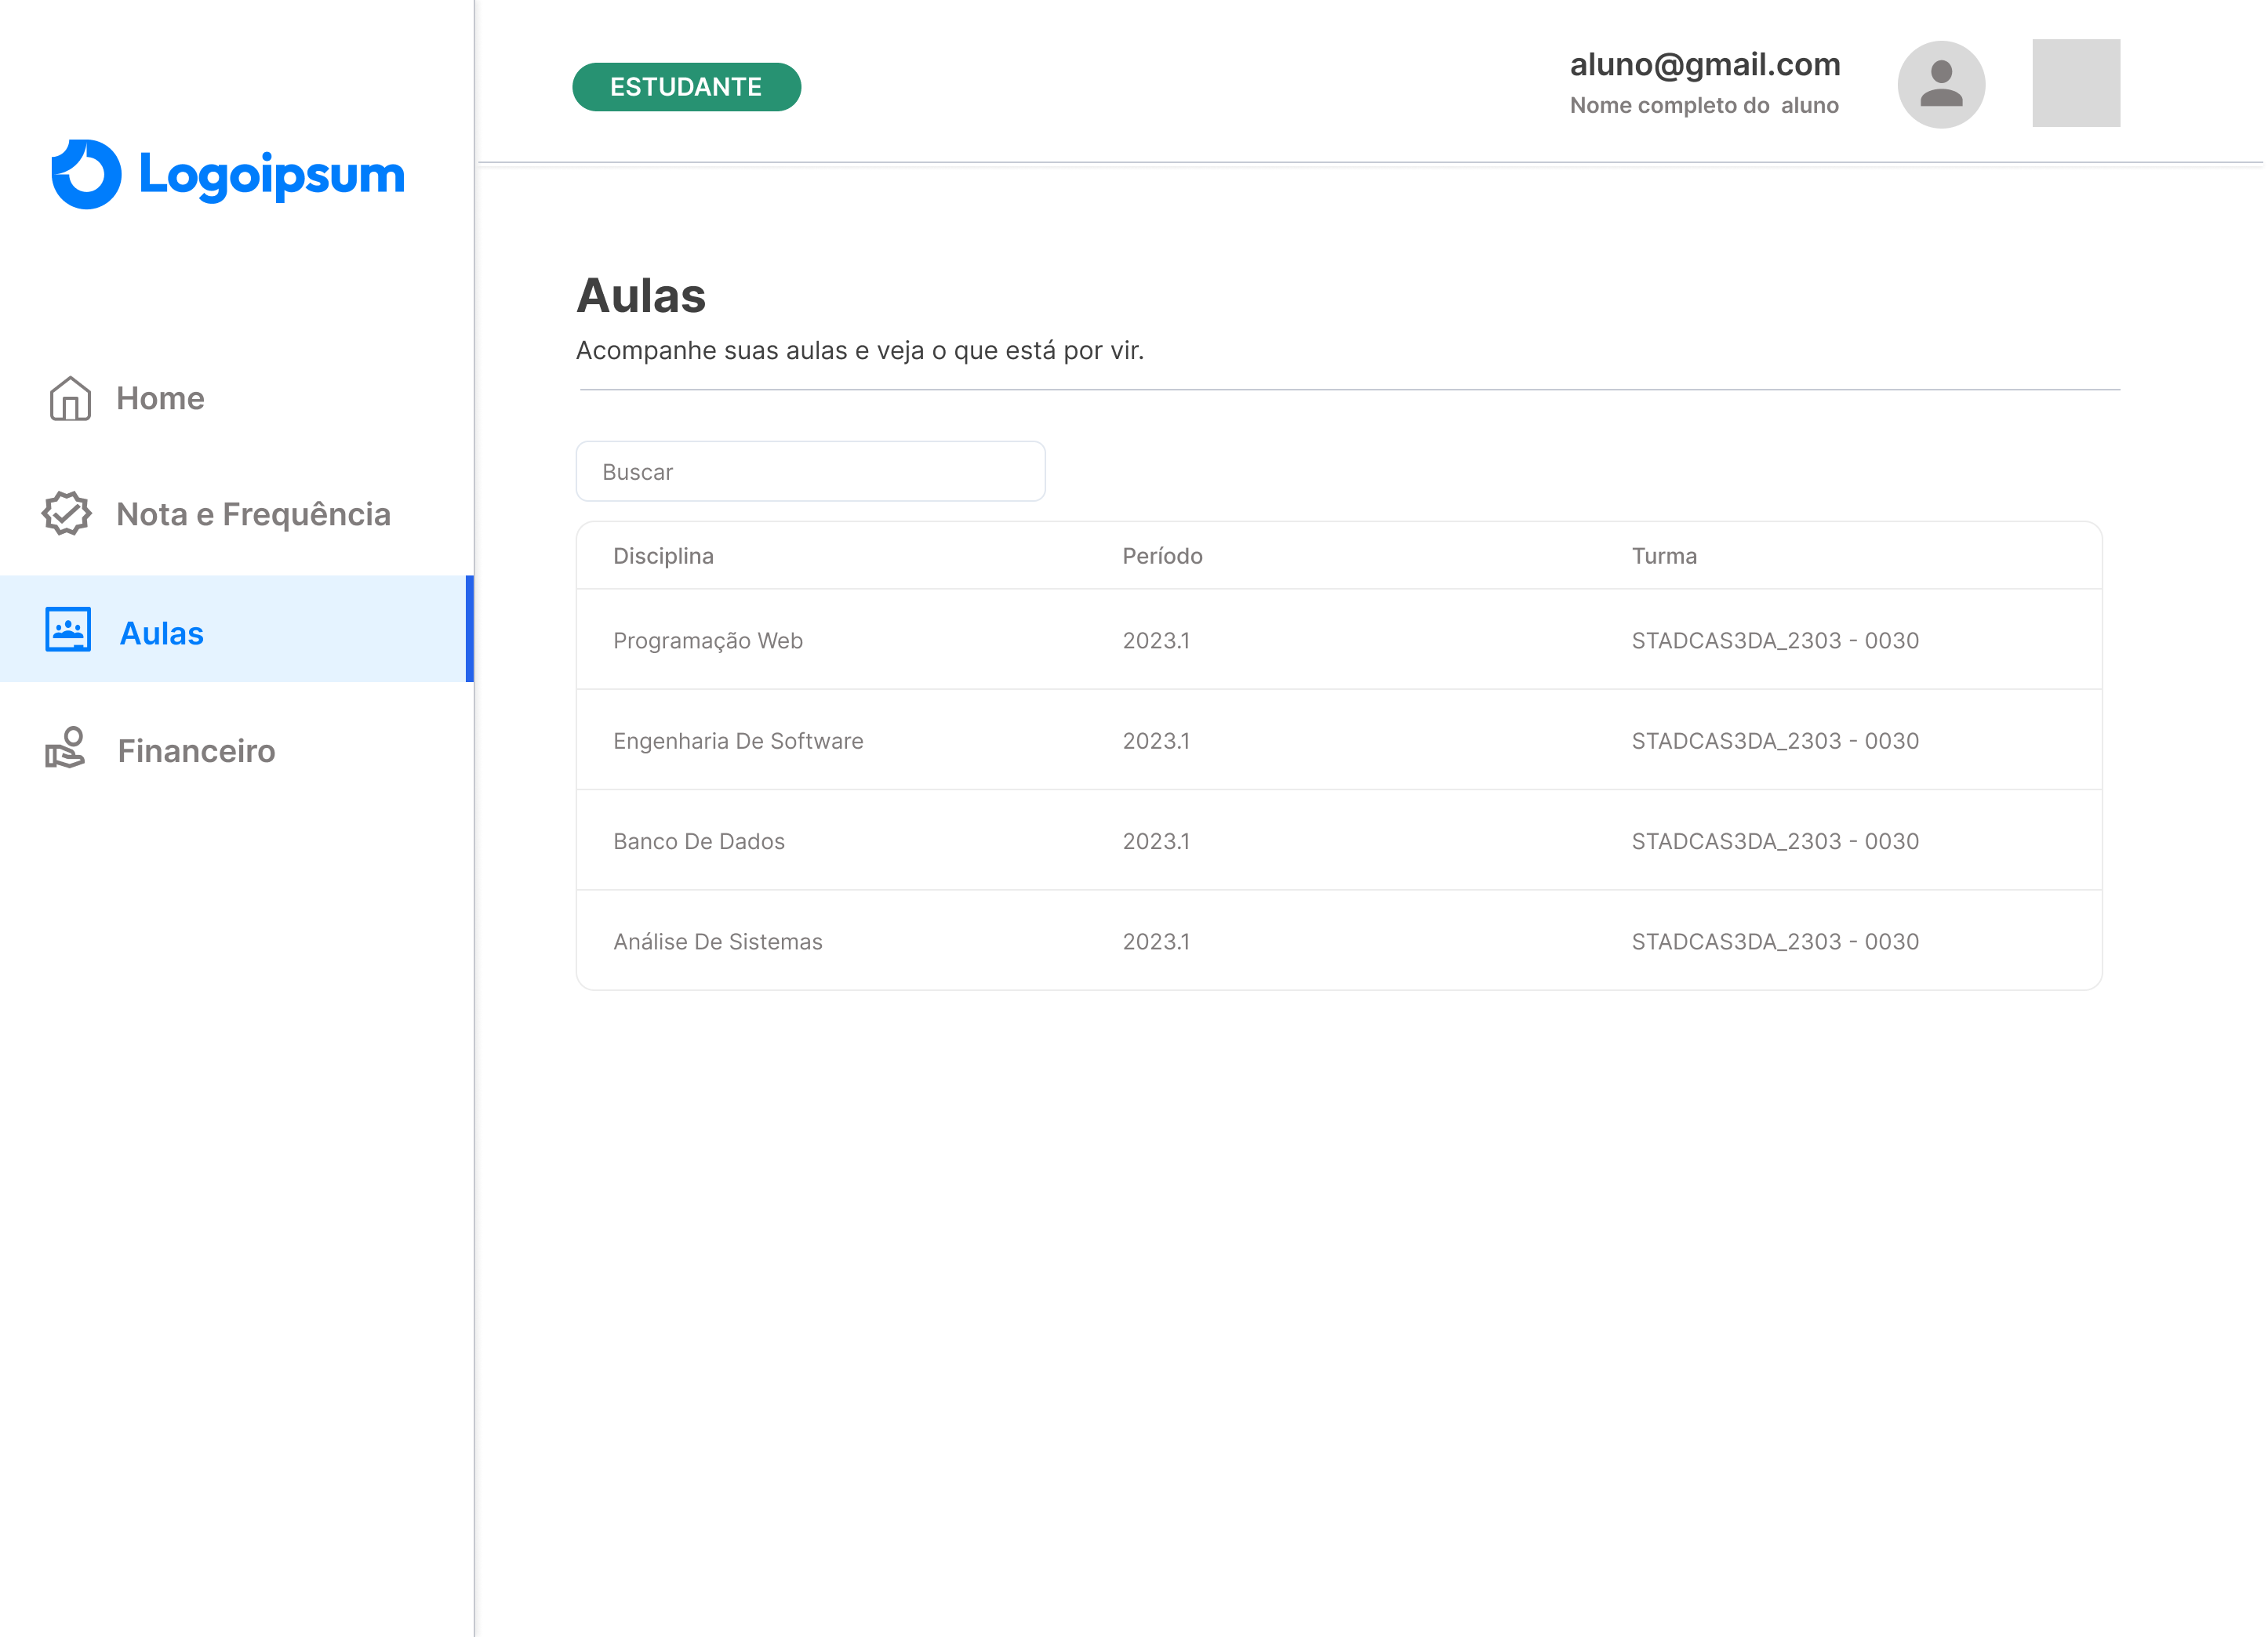 Logoipsum
Home
Nota e Frequência
Aulas
Financeiro
ESTUDANTE
aluno@gmail.com
Nome completo do  aluno
Aulas
Acompanhe suas aulas e veja o que está por vir.
Buscar
Disciplina Período Turma
Programação Web 2023.1 STADCAS3DA_2303 - 0030
Engenharia De Software 2023.1 STADCAS3DA_2303 - 0030
Banco De Dados 2023.1 STADCAS3DA_2303 - 0030
Análise De Sistemas 2023.1 STADCAS3DA_2303 - 0030